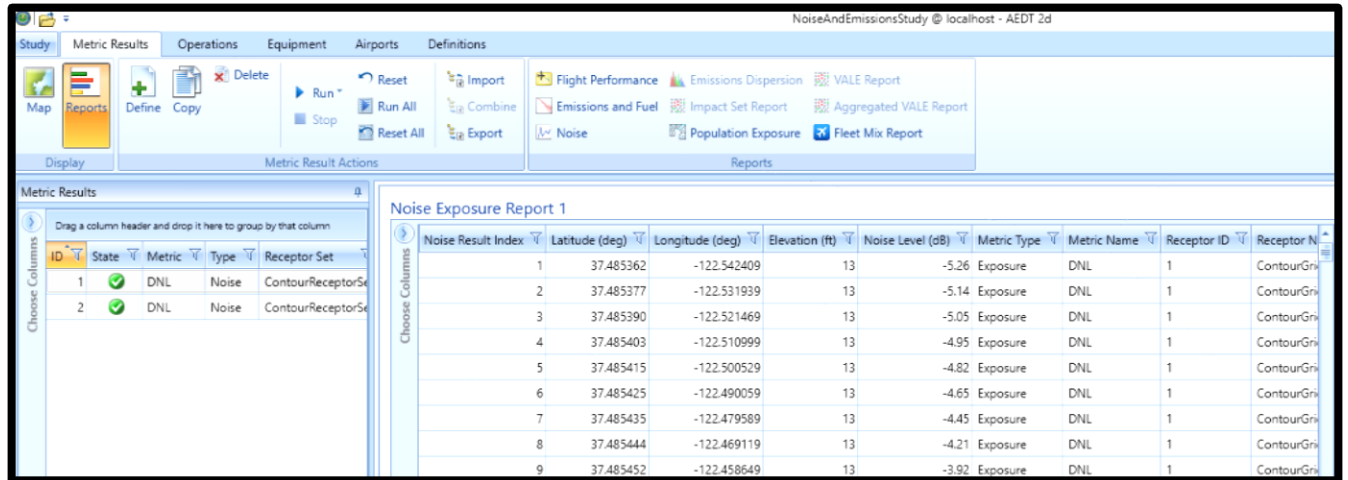 NoiseAndEmissionsStudy @ localhost - AEDT 2d
Study Metric Results Operations Equipment Airports Definitions
Map Reports Define Copy Delete Run Stop Reset Run All Reset All Import Combine Export Flight Performance Emissions Dispersion VALE Report
Emissions and Fuel Impact Set Report Aggregated VALE Report
Noise Population Exposure Fleet Mix Report
Display Metric Result Actions Reports
Metric Results
Drag a column header and drop it here to group by that column
Choose Columns
ID State Metric Type Receptor Set
1 DNL Noise ContourReceptorSe
2 DNL Noise ContourReceptorSe
Noise Exposure Report 1
Choose Columns
Noise Result Index Latitude (deg) Longitude (deg) Elevation (ft) Noise Level (dB) Metric Type Metric Name Receptor ID Receptor N
1 37.485362 -122.542409 13 -5.26 Exposure DNL 1 ContourGri
2 37.485377 -122.531939 13 -5.14 Exposure DNL 1 ContourGri
3 37.485390 -122.521469 13 -5.05 Exposure DNL 1 ContourGri
4 37.485403 -122.510999 13 -4.95 Exposure DNL 1 ContourGri
5 37.485415 -122.500529 13 -4.82 Exposure DNL 1 ContourGri
6 37.485425 -122.490059 13 -4.65 Exposure DNL 1 ContourGri
7 37.485435 -122.479589 13 -4.45 Exposure DNL 1 ContourGri
8 37.485444 -122.469119 13 -4.21 Exposure DNL 1 ContourGri
9 37.485452 -122.458649 13 -3.92 Exposure DNL 1 ContourGri